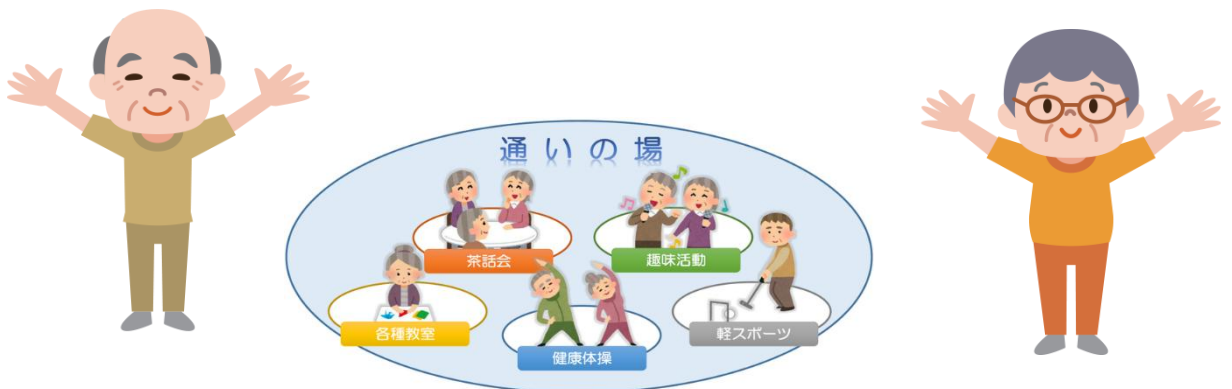 通いの場
茶話会
趣味活動
各種教室
健康体操
軽スポーツ